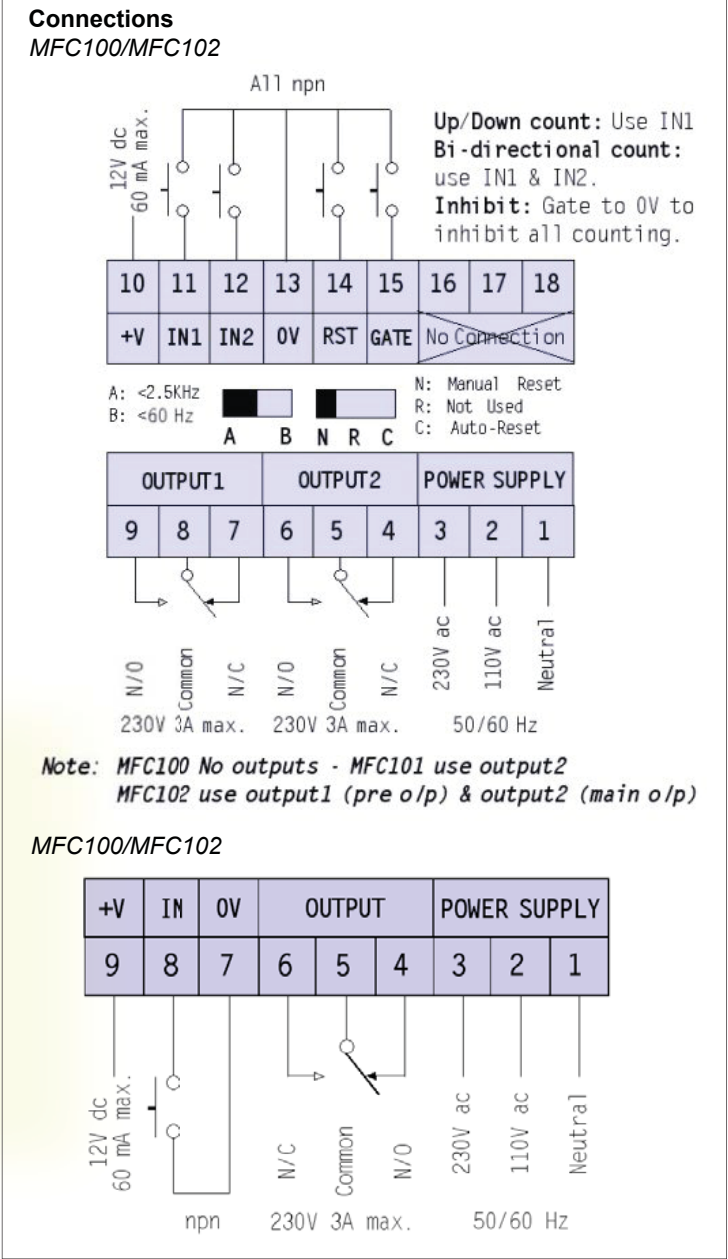 Connections
MFC100/MFC102
All npn
12V dc
60 mA max.
Up/Down count: Use IN1
Bi-directional count:
use IN1 & IN2.
Inhibit: Gate to 0V to
inhibit all counting.
10 11 12 13 14 15 16 17 18
+V IN1 IN2 0V RST GATE No Connection
A: <2.5KHz
B: <60 Hz
A B N R C
N: Manual Reset
R: Not Used
C: Auto-Reset
OUTPUT1 OUTPUT2 POWER SUPPLY
9 8 7 6 5 4 3 2 1
N/O Common N/C N/O Common N/C 230V ac 110V ac Neutral
230V 3A max. 230V 3A max. 50/60 Hz
Note: MFC100 No outputs - MFC101 use output2
MFC102 use output1 (pre o/p) & output2 (main o/p)
MFC100/MFC102
+V IN 0V OUTPUT POWER SUPPLY
9 8 7 6 5 4 3 2 1
12V dc
60 mA max.
N/C Common N/O 230V ac 110V ac Neutral
npn 230V 3A max. 50/60 Hz